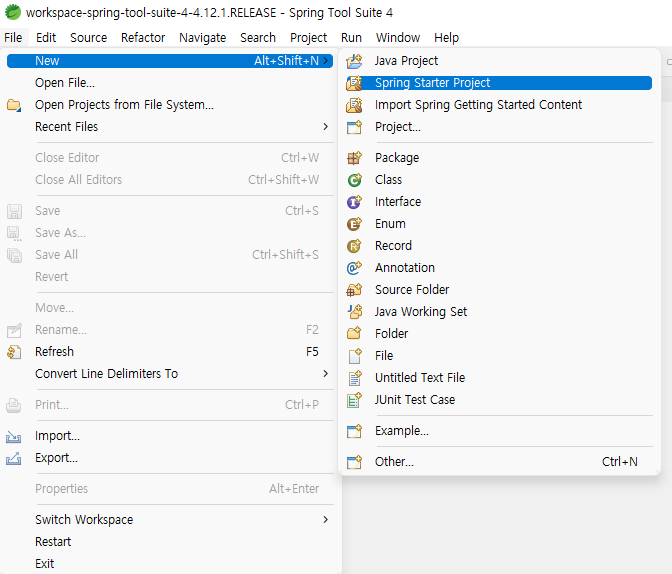 workspace-spring-tool-suite-4-4.12.1.RELEASE - Spring Tool Suite 4
File Edit Source Refactor Navigate Search Project Run Window Help
New Alt+Shift+N
Open File...
Open Projects from File System...
Recent Files
Close Editor Ctrl+W
Close All Editors Ctrl+Shift+W
Save Ctrl+S
Save As...
Save All Ctrl+Shift+S
Revert
Move...
Rename... F2
Refresh F5
Convert Line Delimiters To
Print... Ctrl+P
Import...
Export...
Properties Alt+Enter
Switch Workspace
Restart
Exit
Java Project
Spring Starter Project
Import Spring Getting Started Content
Project...
Package
Class
Interface
Enum
Record
Annotation
Source Folder
Java Working Set
Folder
File
Untitled Text File
JUnit Test Case
Example...
Other... Ctrl+N